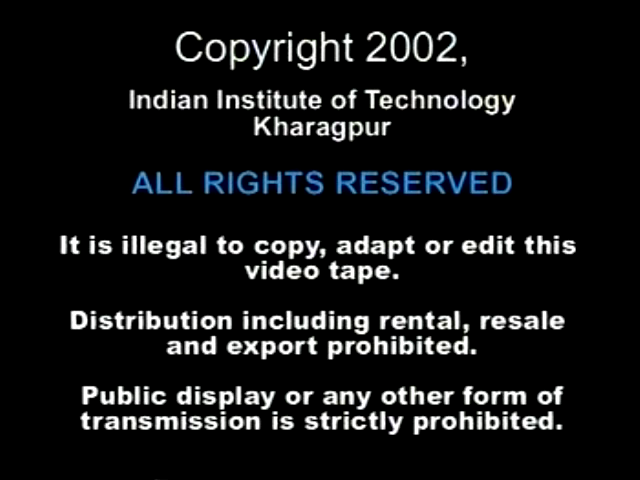 Copyright 2002,
Indian Institute of Technology
Kharagpur
ALL RIGHTS RESERVED
It is illegal to copy, adapt or edit this
video tape.
Distribution including rental, resale
and export prohibited.
Public display or any other form of
transmission is strictly prohibited.